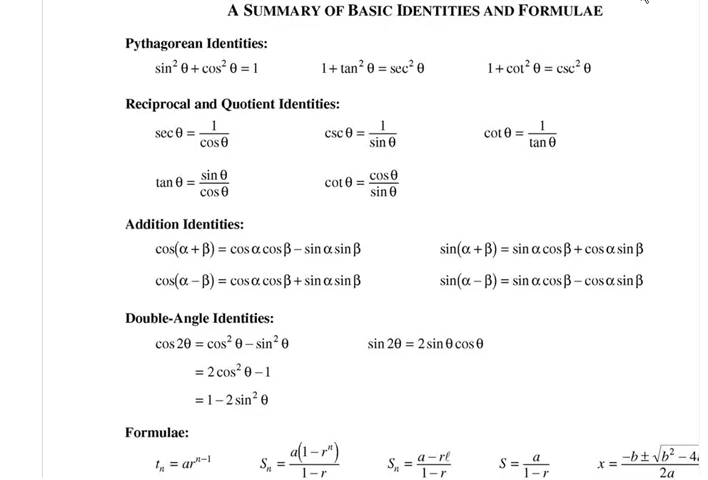 A SUMMARY OF BASIC IDENTITIES AND FORMULAE
Pythagorean Identities:
sin² θ + cos² θ = 1    1 + tan² θ = sec² θ    1 + cot² θ = csc² θ
Reciprocal and Quotient Identities:
sec θ = 1/cos θ    csc θ = 1/sin θ    cot θ = 1/tan θ
tan θ = sin θ/cos θ    cot θ = cos θ/sin θ
Addition Identities:
cos(α + β) = cos α cos β – sin α sin β    sin(α + β) = sin α cos β + cos α sin β
cos(α – β) = cos α cos β + sin α sin β    sin(α – β) = sin α cos β – cos α sin β
Double-Angle Identities:
cos 2θ = cos² θ – sin² θ    sin 2θ = 2 sin θ cos θ
= 2 cos² θ – 1
= 1 – 2 sin² θ
Formulae:
tₙ = arⁿ⁻¹    Sₙ = a(1 – rⁿ)/(1 – r)    Sₙ = (a – rℓ)/(1 – r)    S = a/(1 – r)    x = (–b ± √(b² – 4)/2a